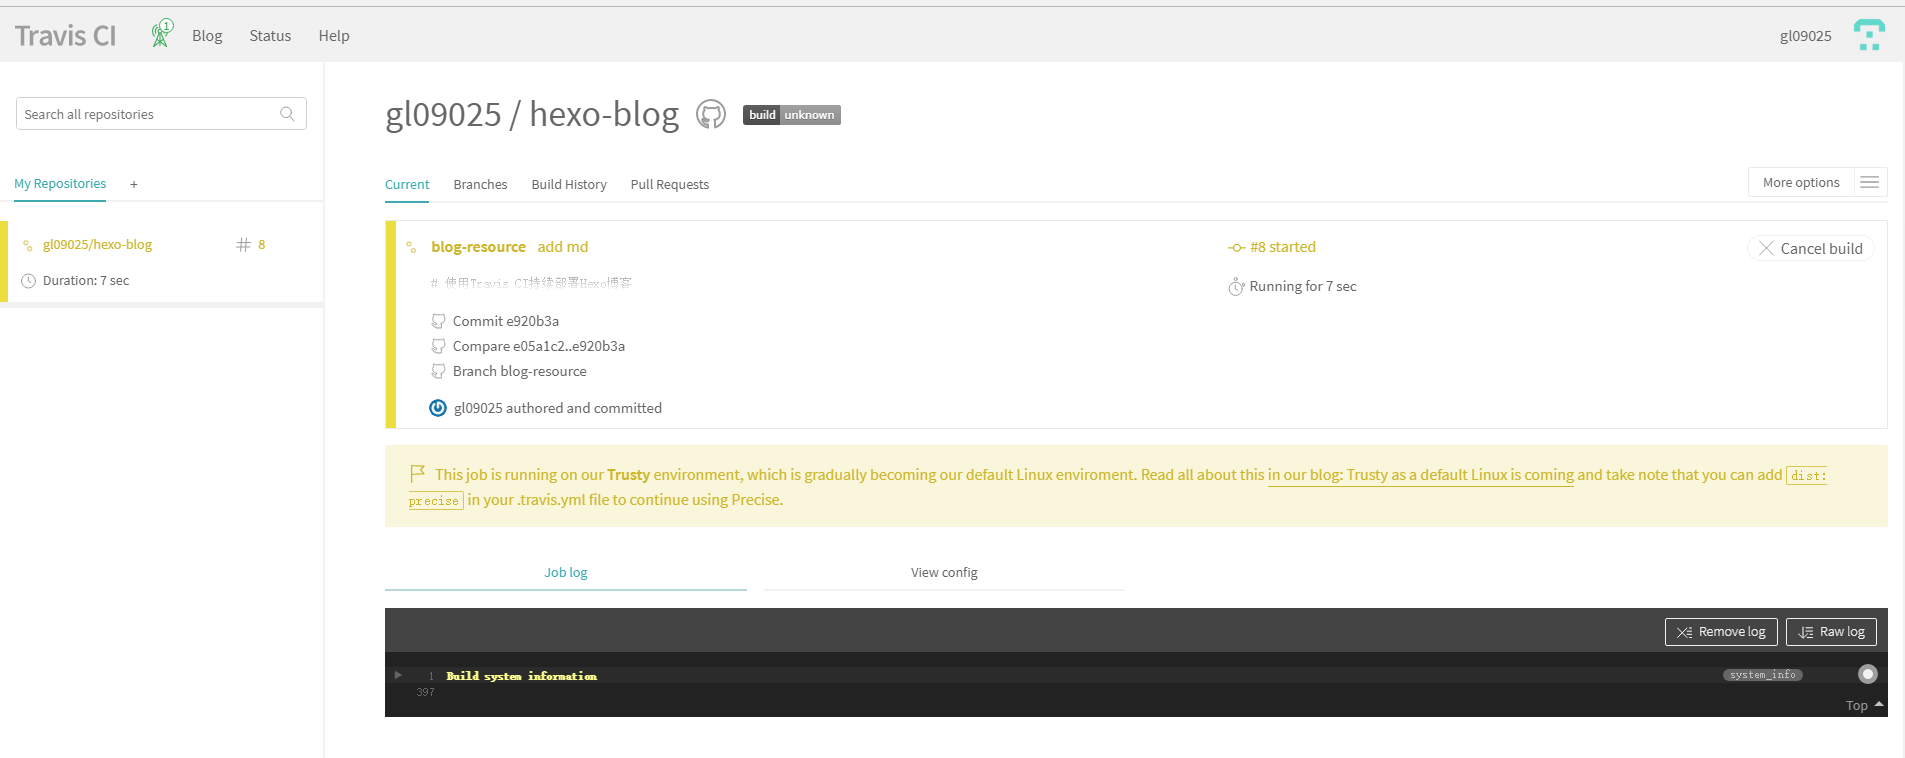 Travis CI
1
Blog
Status
Help
gl09025
Search all repositories
My Repositories +
gl09025/hexo-blog # 8
Duration: 7 sec
gl09025 / hexo-blog
build unknown
Current
Branches
Build History
Pull Requests
More options
blog-resource add md
#8 started
Cancel build
# 使用Travis CI持续部署Hexo博客
Running for 7 sec
Commit e920b3a
Compare e05a1c2..e920b3a
Branch blog-resource
gl09025 authored and committed
This job is running on our Trusty environment, which is gradually becoming our default Linux enviroment. Read all about this in our blog: Trusty as a default Linux is coming and take note that you can add dist:
precise in your .travis.yml file to continue using Precise.
Job log
View config
Remove log
Raw log
1 Build system information
system_info
397
Top